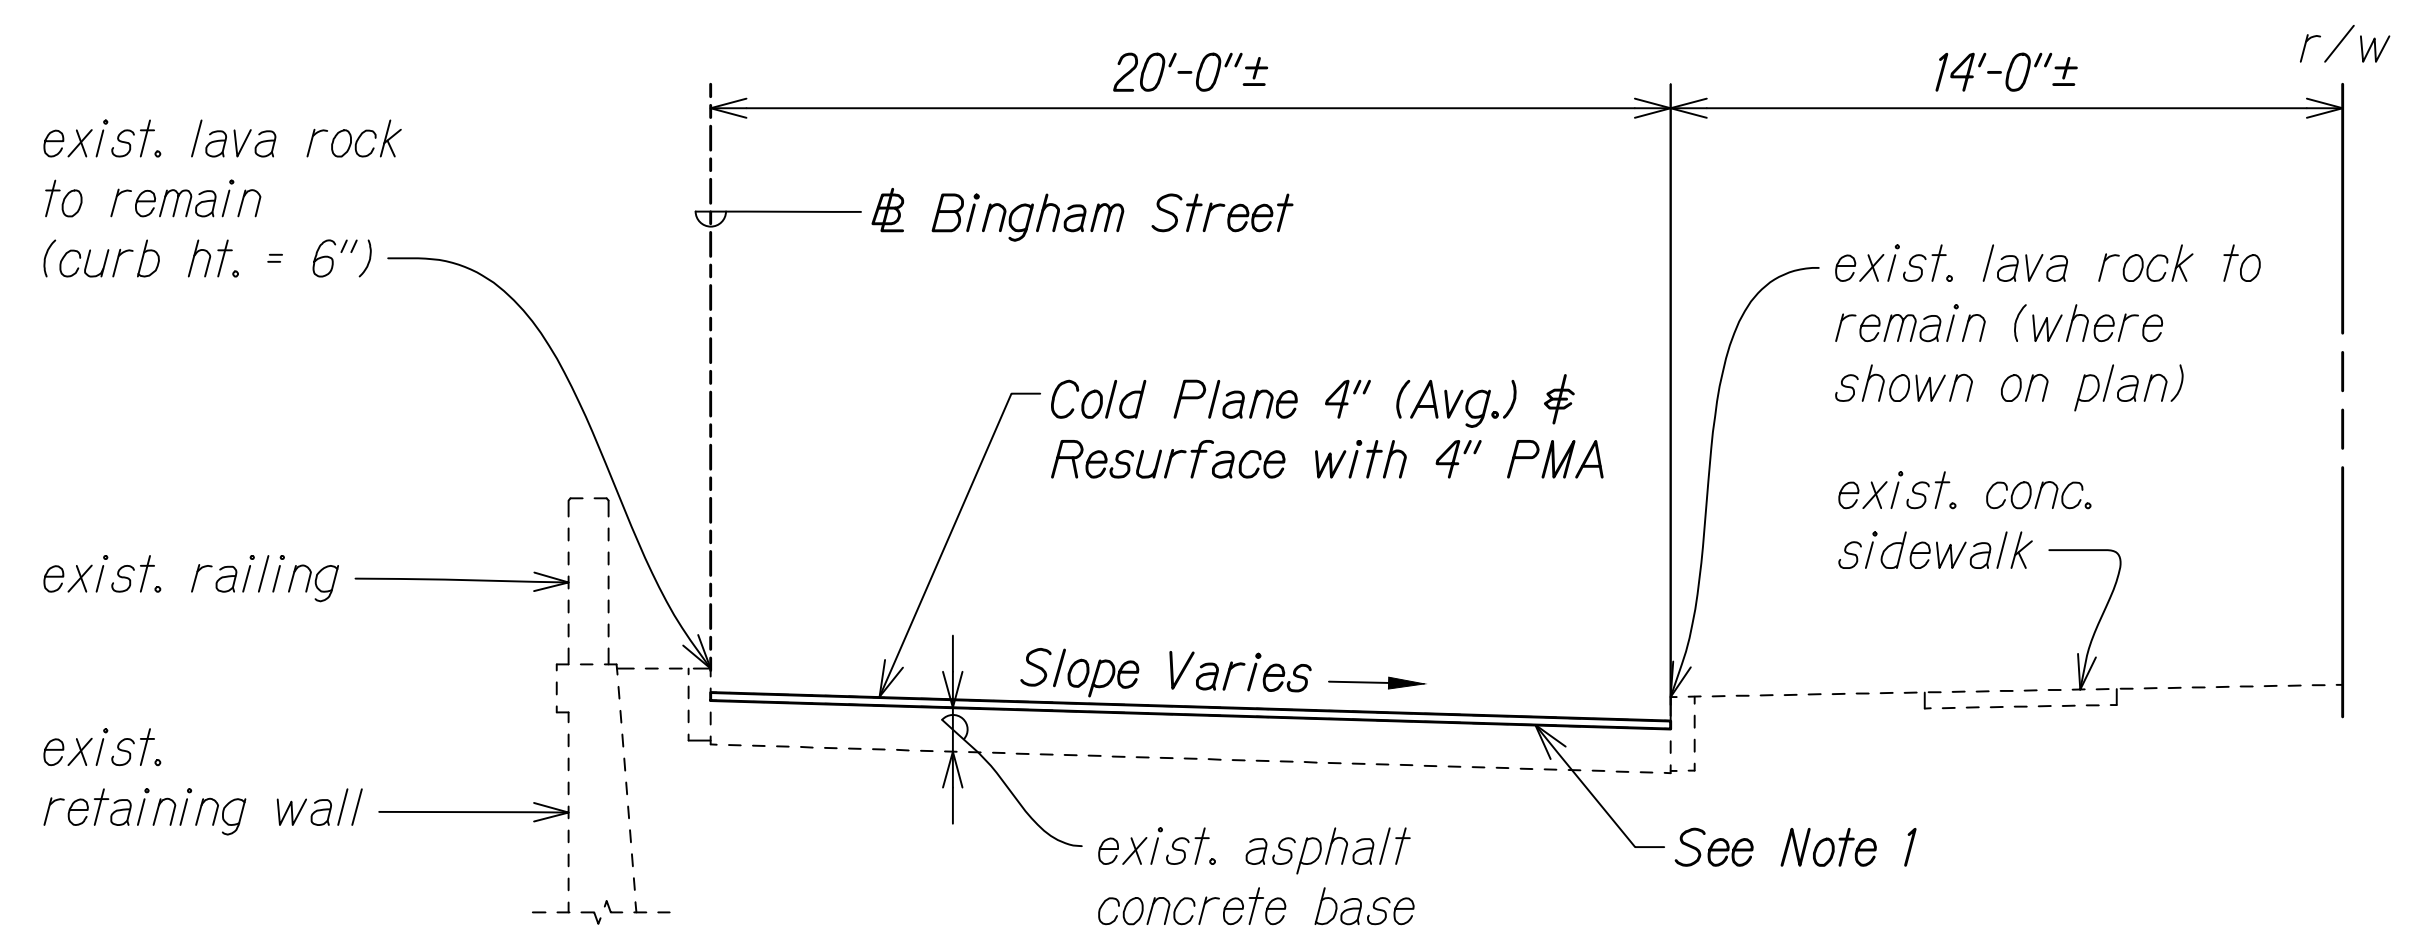 r/w
20'-0"±
14'-0"±
exist. lava rock
to remain
(curb ht. = 6")
BL Bingham Street
exist. lava rock to
remain (where
shown on plan)
Cold Plane 4" (Avg.) &
Resurface with 4" PMA
exist. conc.
sidewalk
exist. railing
Slope Varies
exist.
retaining wall
See Note 1
exist. asphalt
concrete base